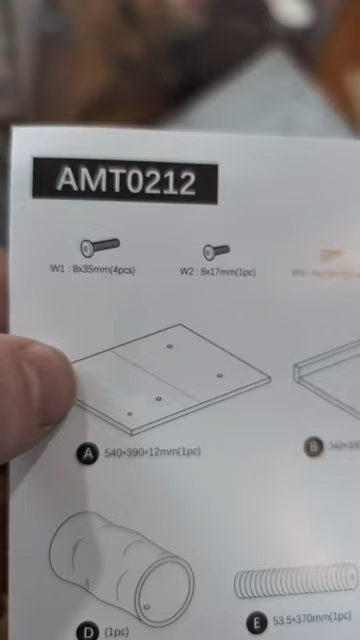 AMT0212
W1 : 8x35mm(4pcs)
W2 : 8x17mm(1pc)
A 540*390*12mm(1pc)
B
D (1pc)
E 53.5*370mm(1pc)